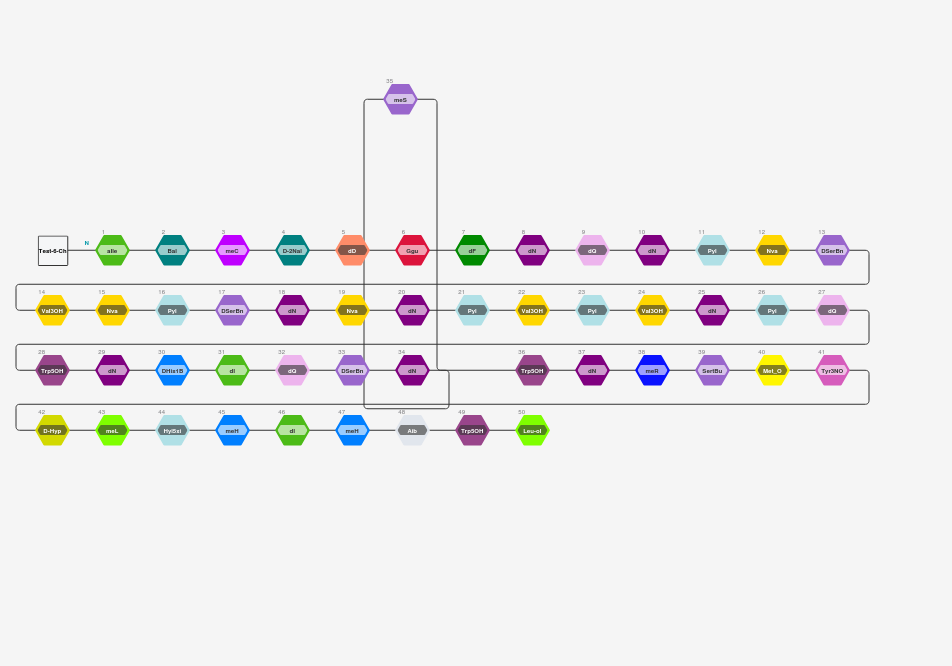 35
meS
1 2 3 4 5 6 7 8 9 10 11 12 13
N
aIle Bal meC D-2Nal dD Ggu dF dN dQ dN Pyl Nva DSerBn
14 15 16 17 18 19 20 21 22 23 24 25 26 27
Val3OH Nva Pyl DSerBn dN Nva dN Pyl Val3OH Pyl Val3OH dN Pyl dQ
28 29 30 31 32 33 34 36 37 38 39 40 41
Trp5OH dN DHis1B dI dQ DSerBn dN Trp5OH dN meR SertBu Met_O Tyr3NO
42 43 44 45 46 47 48 49 50
D-Hyp meL Hyl5xi meH dI meH Aib Trp5OH Leu-ol